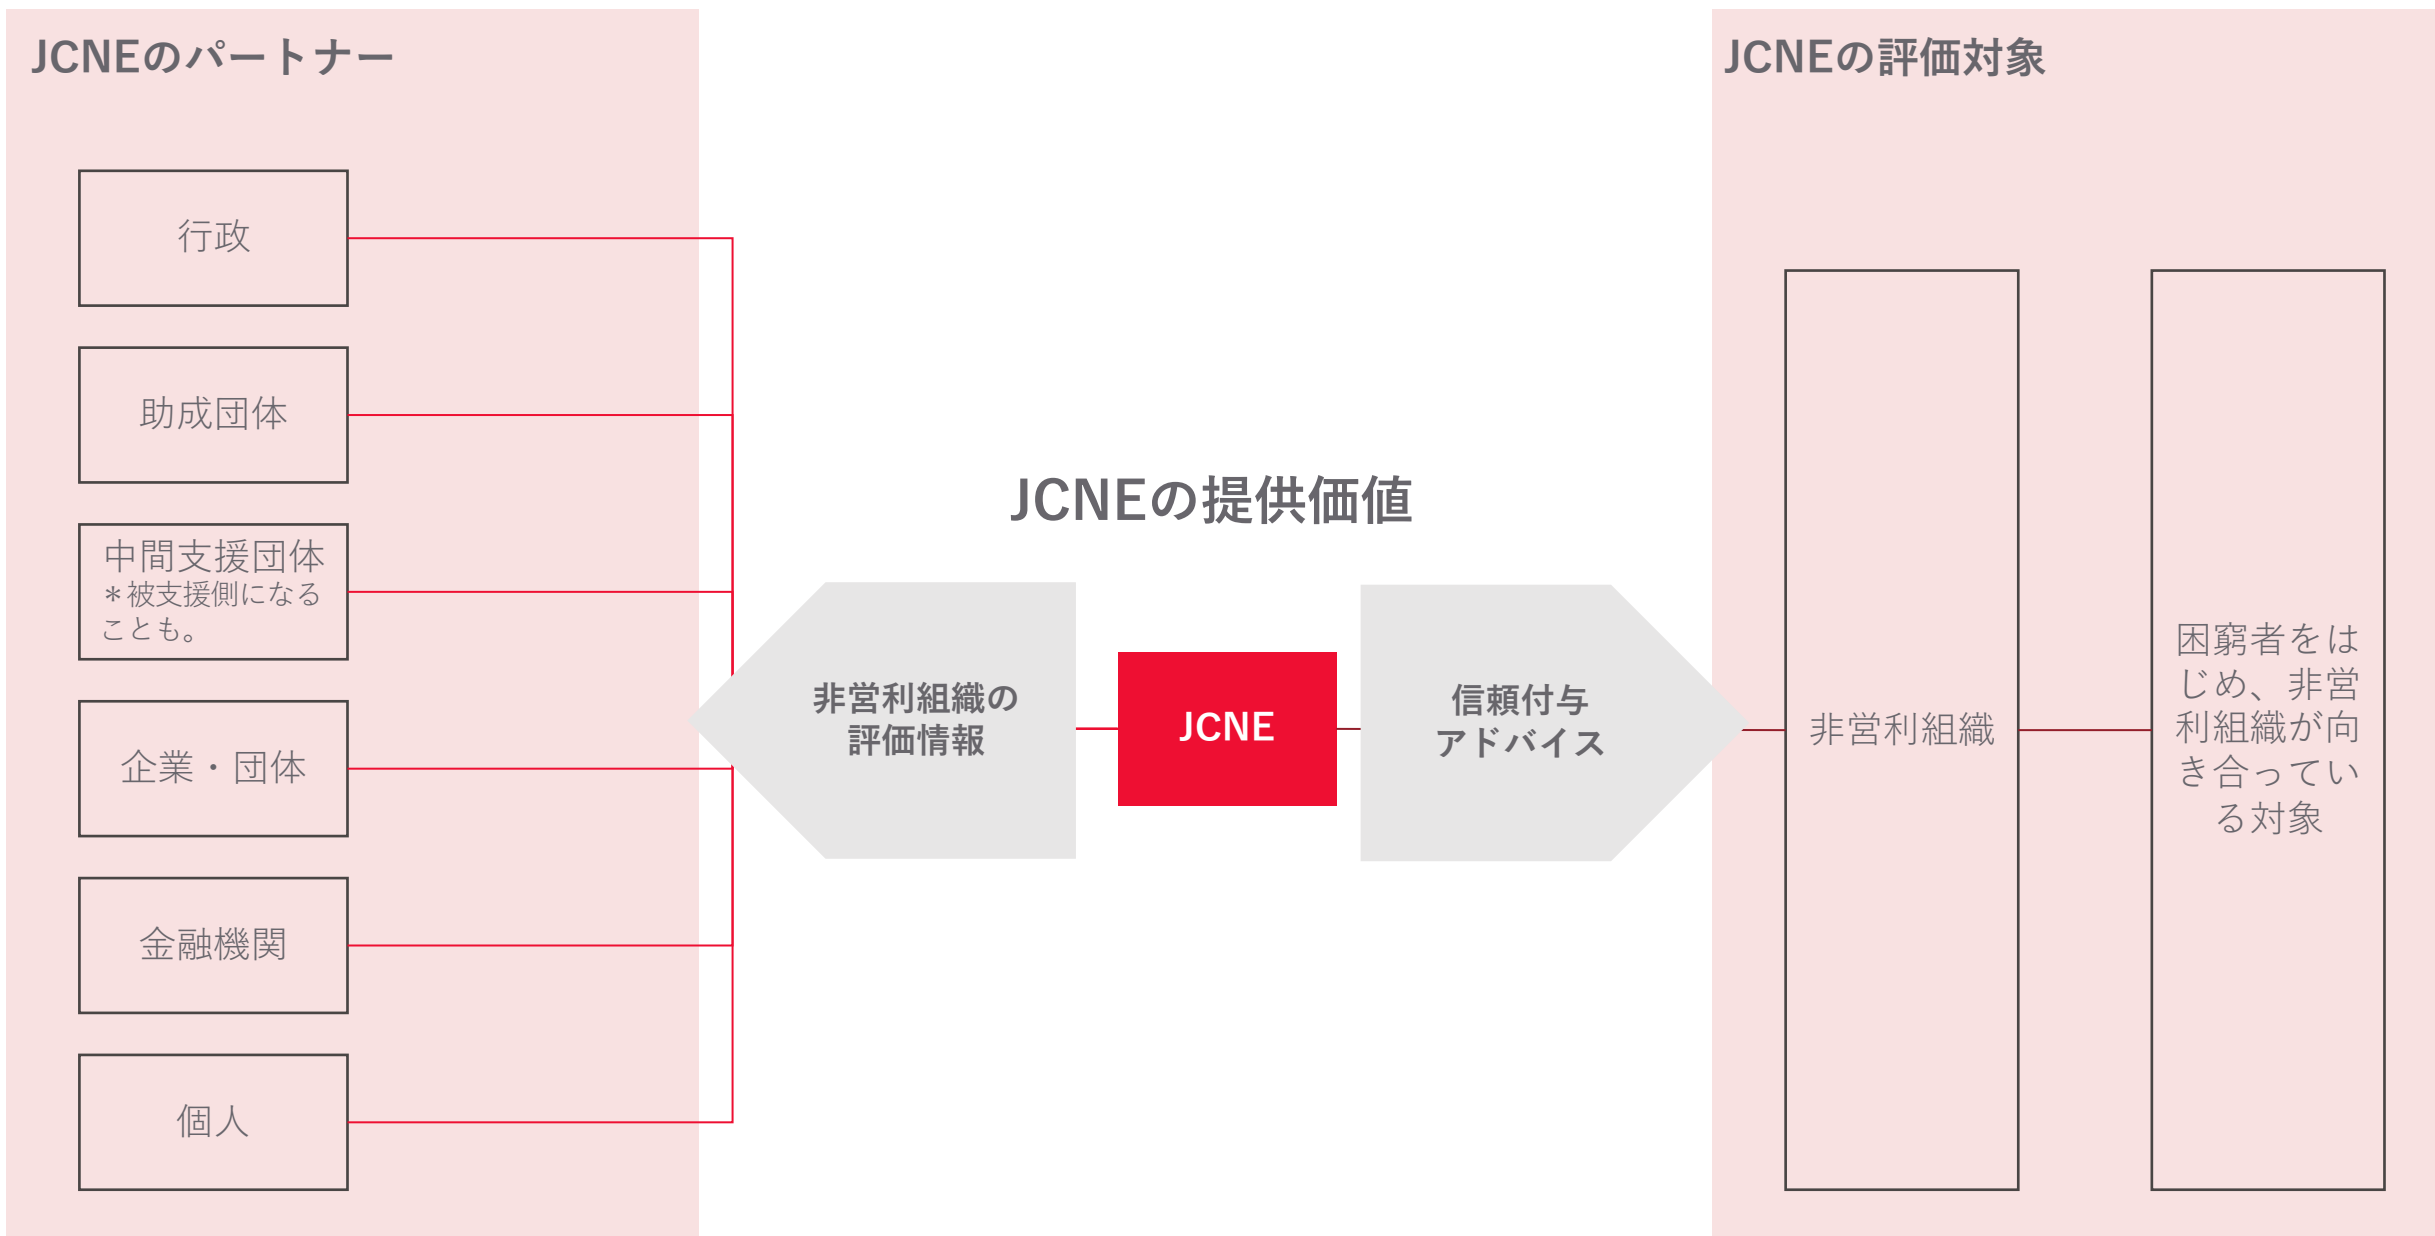 JCNEのパートナー
行政
助成団体
中間支援団体
＊被支援側になる
ことも。
企業・団体
金融機関
個人
JCNEの提供価値
非営利組織の
評価情報
JCNE
信頼付与
アドバイス
JCNEの評価対象
非営利組織
困窮者をは
じめ、非営
利組織が向
き合ってい
る対象